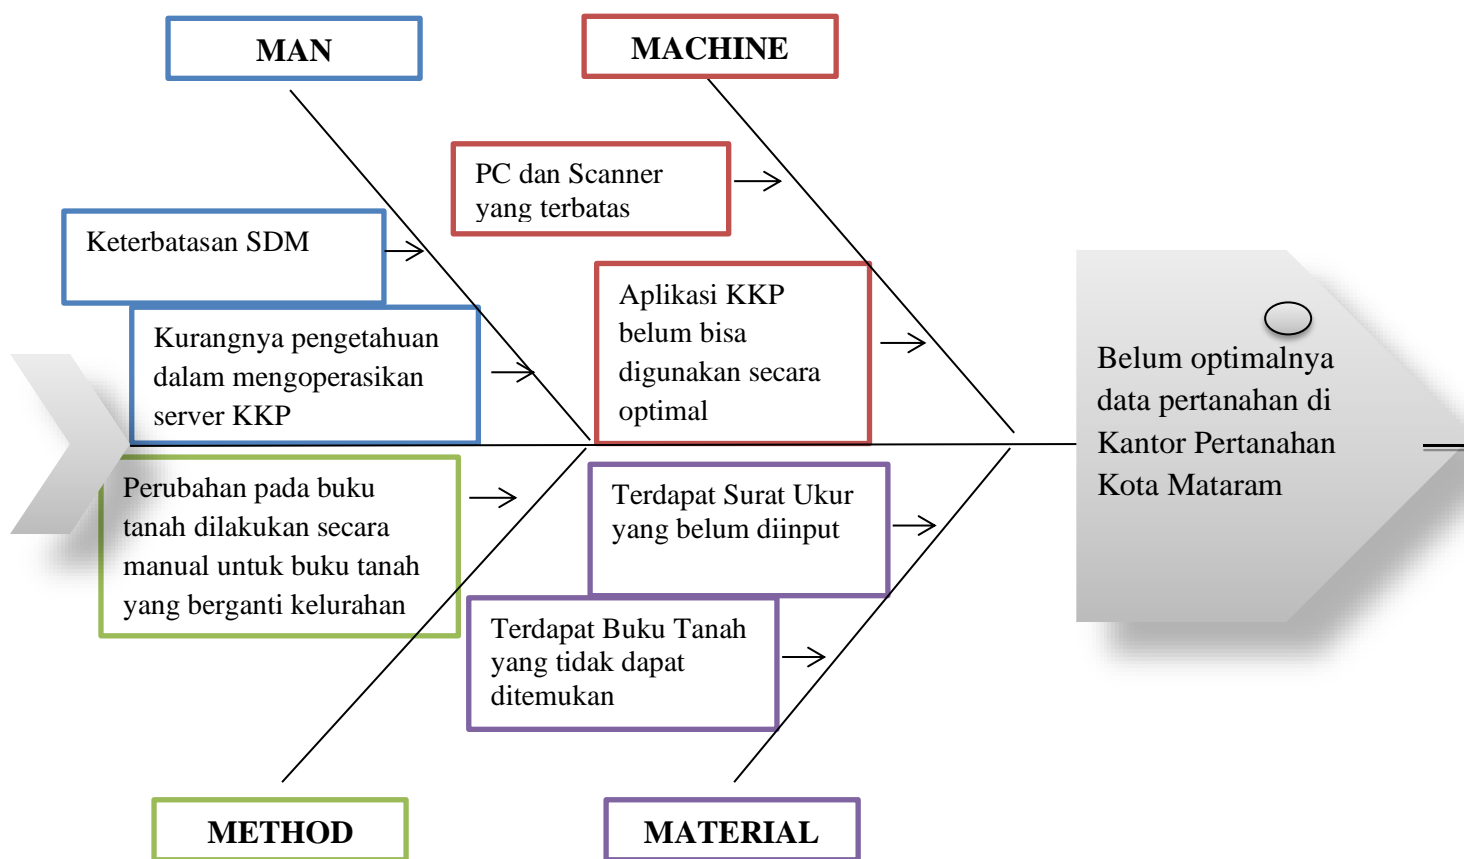 MAN
MACHINE
PC dan Scanner
yang terbatas
Keterbatasan SDM
Aplikasi KKP
belum bisa
digunakan secara
optimal
Kurangnya pengetahuan
dalam mengoperasikan
server KKP
Belum optimalnya
data pertanahan di
Kantor Pertanahan
Kota Mataram
Perubahan pada buku
tanah dilakukan secara
manual untuk buku tanah
yang berganti kelurahan
Terdapat Surat Ukur
yang belum diinput
Terdapat Buku Tanah
yang tidak dapat
ditemukan
METHOD
MATERIAL